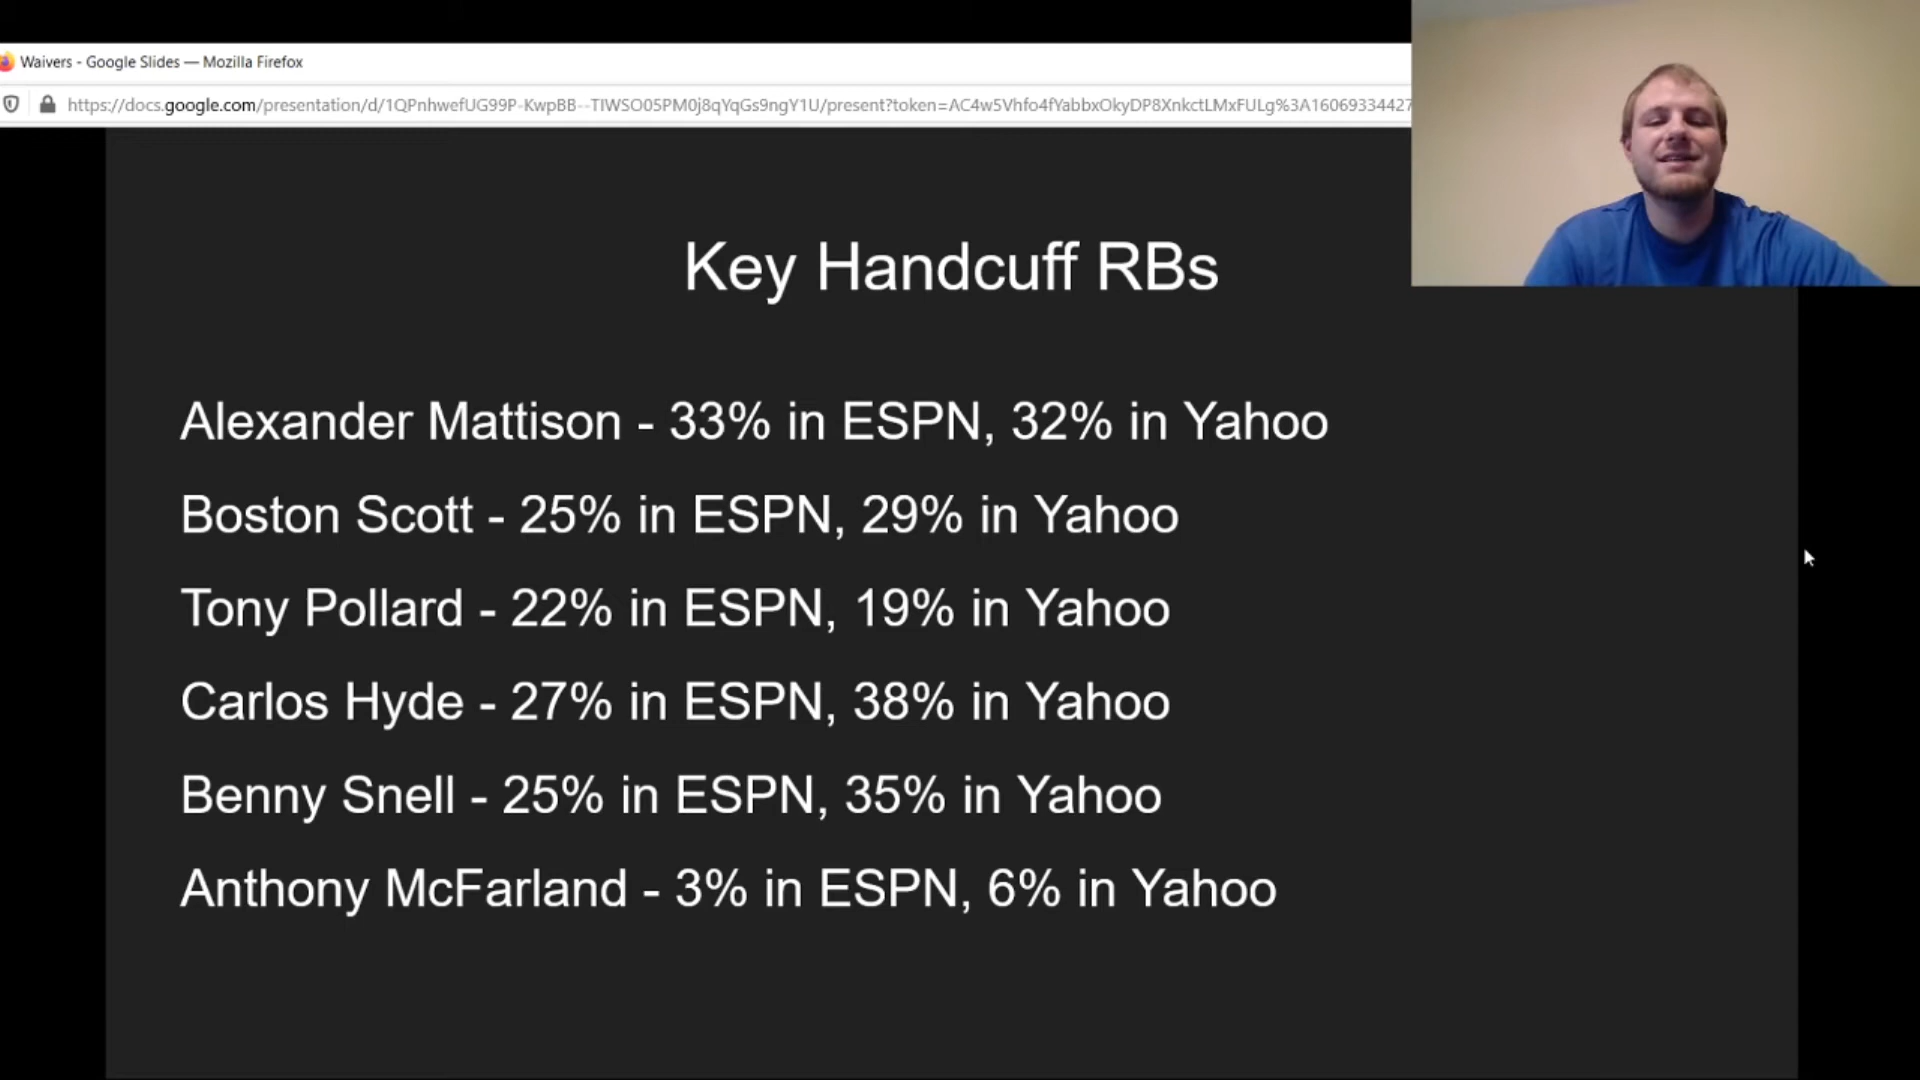 Waivers - Google Slides — Mozilla Firefox
https://docs.google.com/presentation/d/1QPnhwefUG99P-KwpBB--TIWSO05PM0j8qYqGs9ngY1U/present?token=AC4w5Vhfo4fYabbxOkyDP8XnkctLMxFULg%3A16069334427
Key Handcuff RBs
Alexander Mattison - 33% in ESPN, 32% in Yahoo
Boston Scott - 25% in ESPN, 29% in Yahoo
Tony Pollard - 22% in ESPN, 19% in Yahoo
Carlos Hyde - 27% in ESPN, 38% in Yahoo
Benny Snell - 25% in ESPN, 35% in Yahoo
Anthony McFarland - 3% in ESPN, 6% in Yahoo